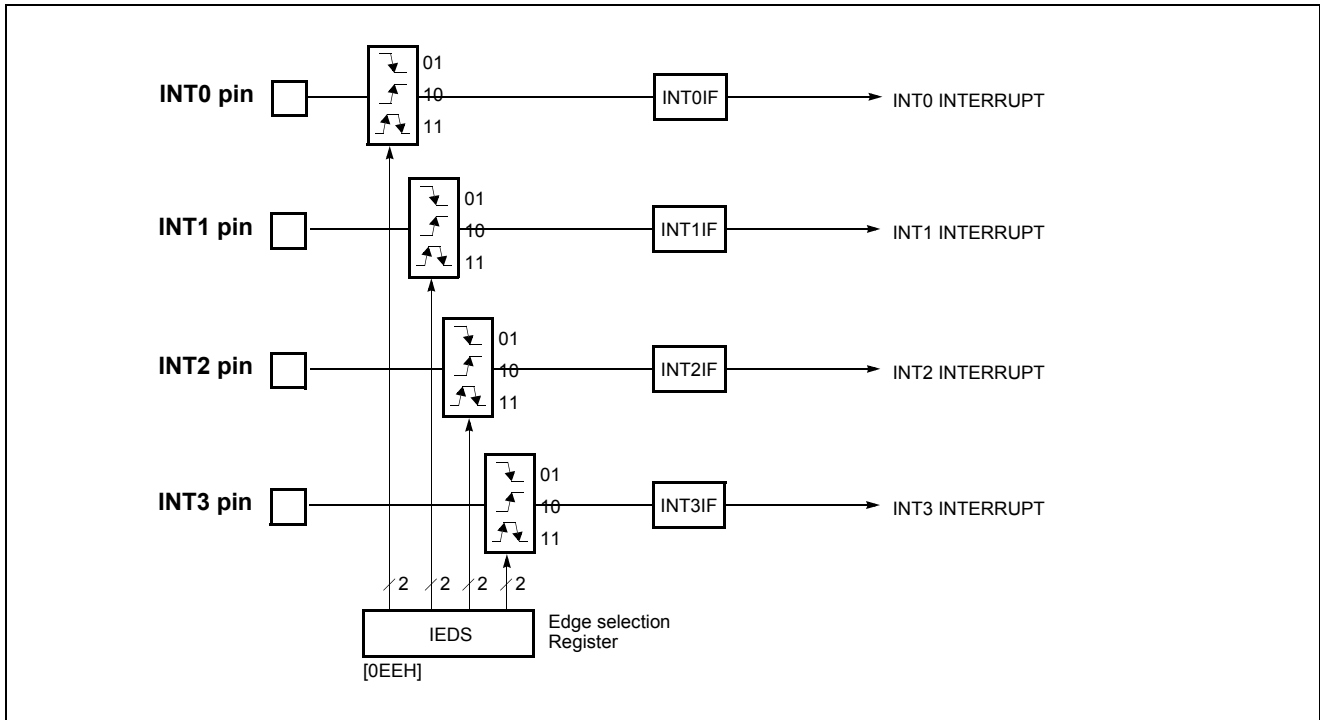 01
INT0 pin
10
INT0IF
INT0 INTERRUPT
11
01
INT1 pin
10
INT1IF
INT1 INTERRUPT
11
01
INT2 pin
10
INT2IF
INT2 INTERRUPT
11
01
INT3 pin
10
INT3IF
INT3 INTERRUPT
11
2 2 2 2
IEDS
Edge selection
Register
[0EEH]